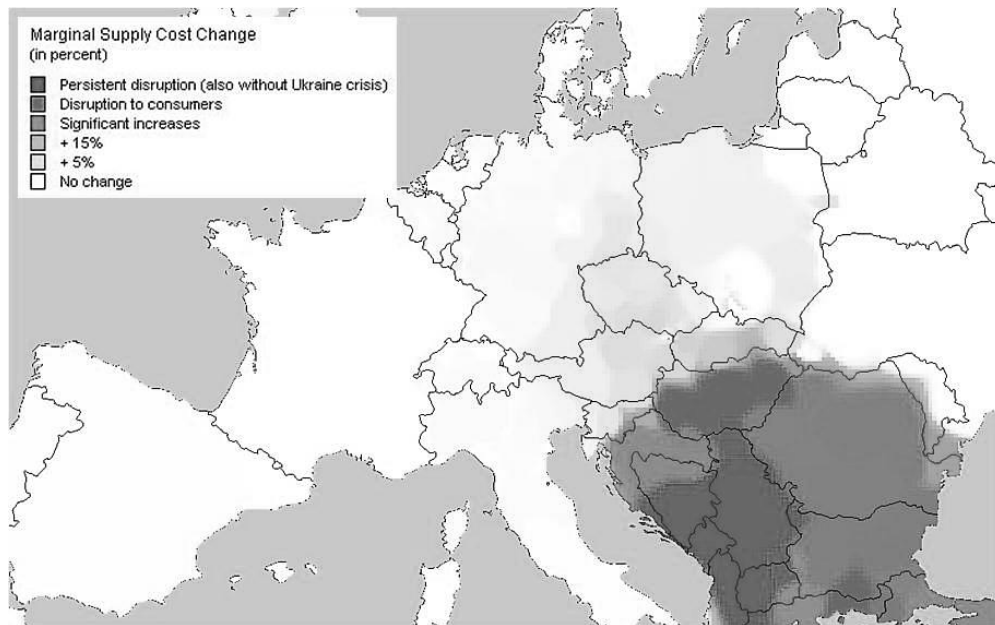 Marginal Supply Cost Change
(in percent)
Persistent disruption (also without Ukraine crisis)
Disruption to consumers
Significant increases
+ 15%
+ 5%
No change